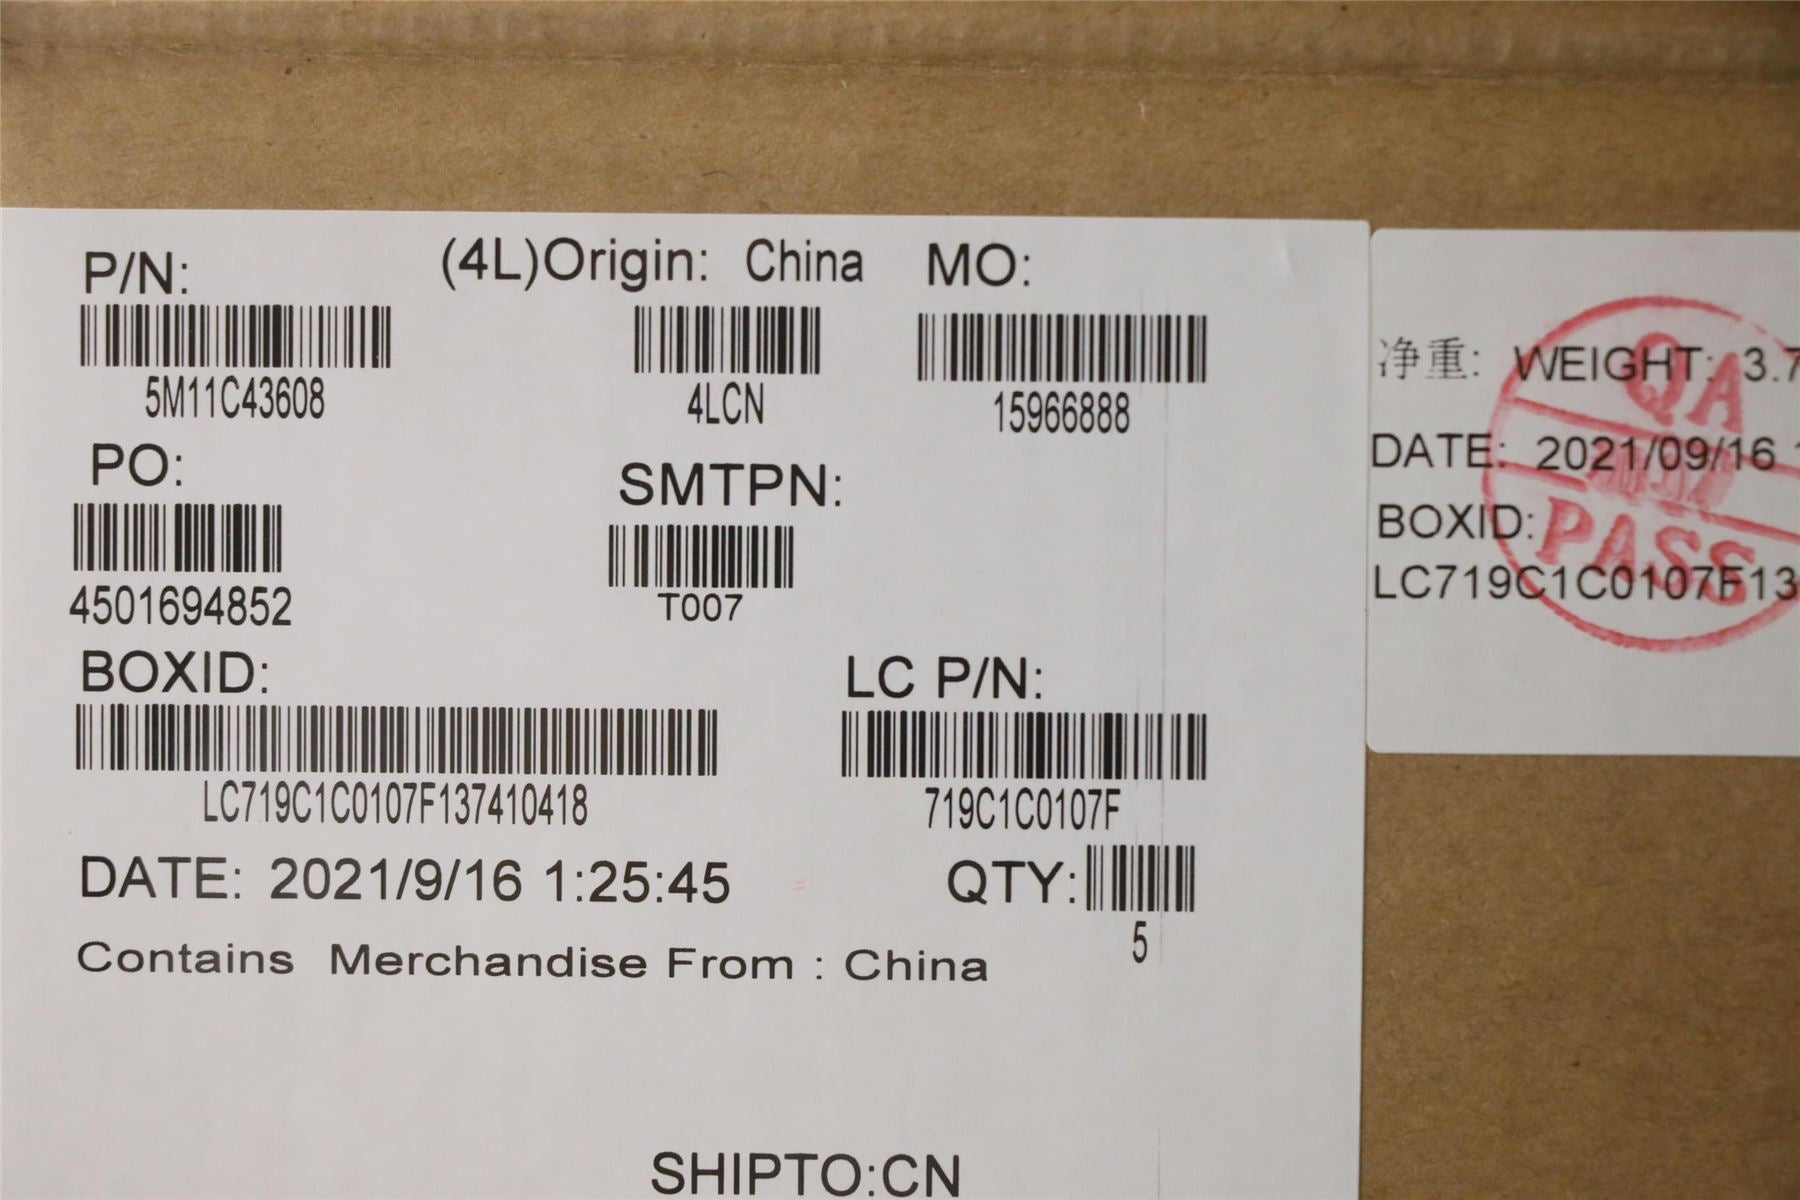 P/N: (4L)Origin: China MO:
5M11C43608 4LCN 15966888
PO: SMTPN:
4501694852 T007
BOXID: LC P/N:
LC719C1C0107F137410418 719C1C0107F
DATE: 2021/9/16 1:25:45 QTY:
5
Contains Merchandise From : China
SHIPTO:CN
净重: WEIGHT: 3.7
DATE: 2021/09/16
BOXID:
LC719C1C0107F13
QA
PASS